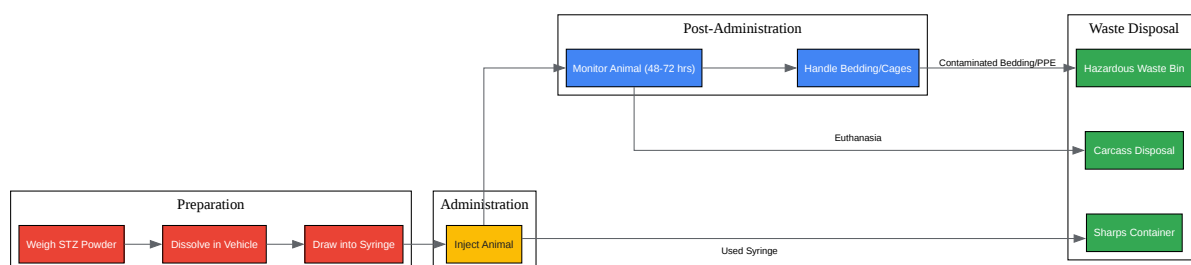 Post-Administration
Waste Disposal
Monitor Animal (48-72 hrs)
Handle Bedding/Cages
Contaminated Bedding/PPE
Hazardous Waste Bin
Euthanasia
Carcass Disposal
Preparation
Administration
Weigh STZ Powder
Dissolve in Vehicle
Draw into Syringe
Inject Animal
Used Syringe
Sharps Container